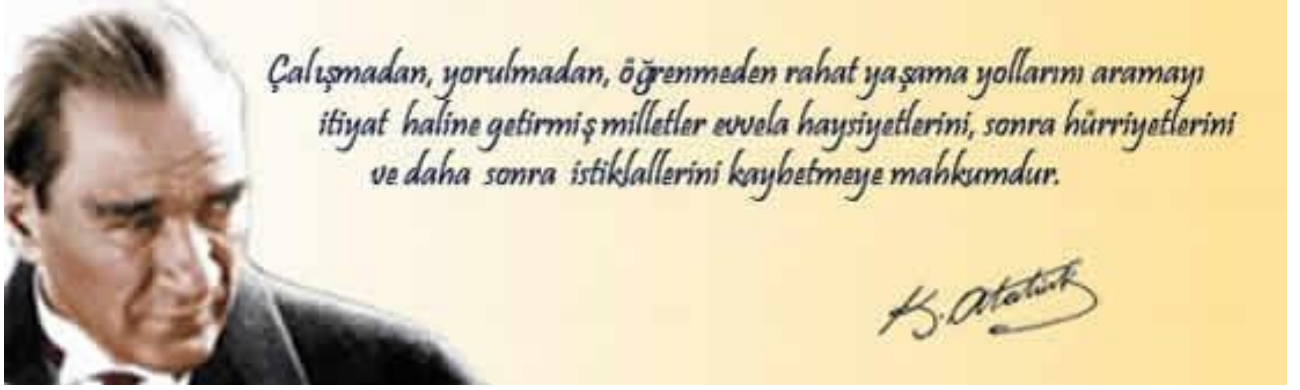 Çalışmadan, yorulmadan, öğrenmeden rahat yaşama yollarını aramayı
itiyat haline getirmiş milletler evvela haysiyetlerini, sonra hürriyetlerini
ve daha sonra istiklallerini kaybetmeye mahkumdur.
K. Atatürk